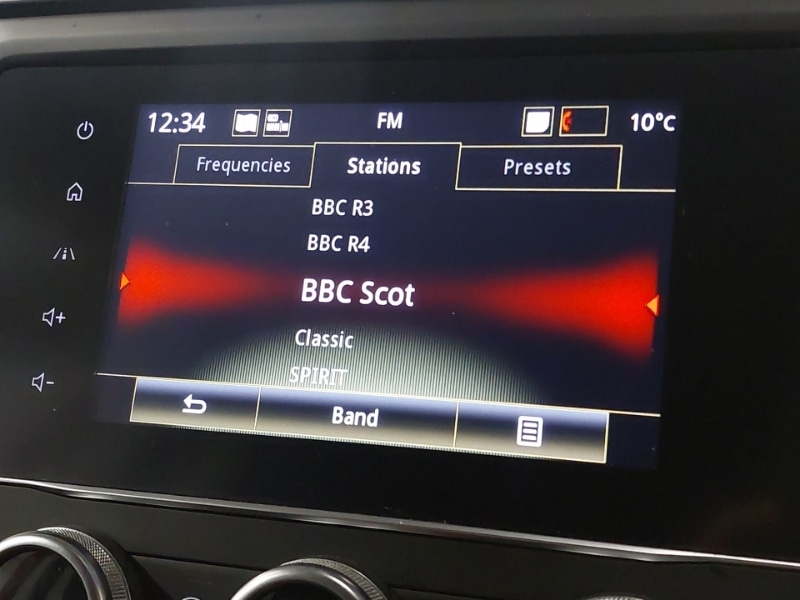 12:34 FM 10°C
Frequencies Stations Presets
BBC R3
BBC R4
BBC Scot
Classic
SPIRIT
Band